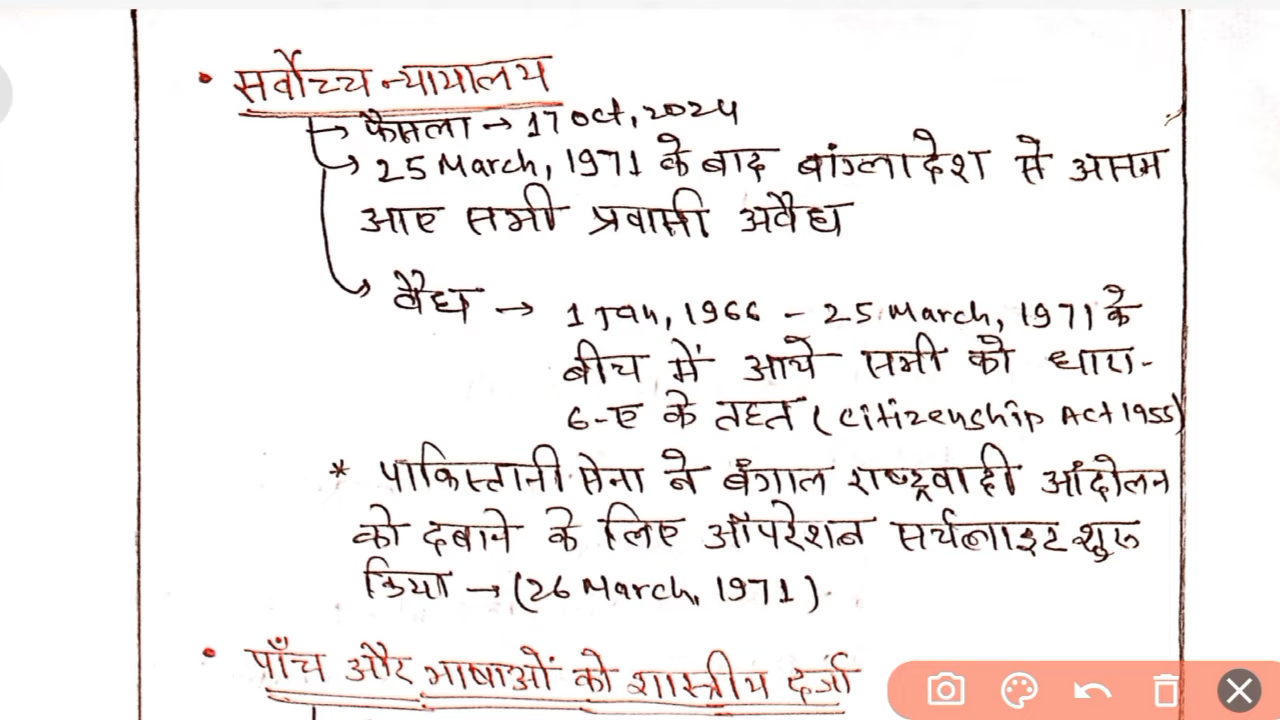 • सर्वोच्च न्यायालय
→ फैसला → 17 Oct, 2024
→ 25 March, 1971 के बाद बांग्लादेश से असम
आए सभी प्रवासी अवैध
→ वैध → 1 Jan, 1966 - 25 March, 1971 के
बीच में आये सभी को धारा-
6-ए के तहत (Citizenship Act 1955)
* पाकिस्तानी सेना ने बंगाल राष्ट्रवादी आंदोलन
को दबाने के लिए ऑपरेशन सर्चलाइट शुरू
किया → (26 March, 1971).
• पाँच और भाषाओं को शास्त्रीय दर्जा